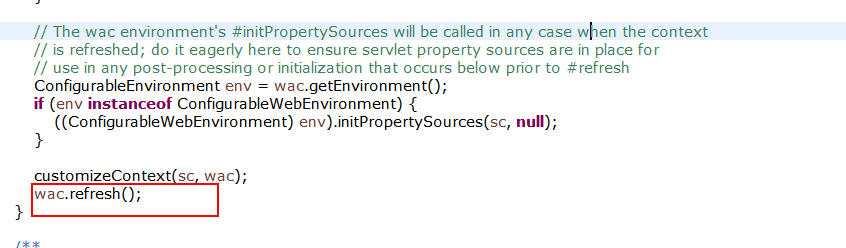 // The wac environment's #initPropertySources will be called in any case when the context
// is refreshed; do it eagerly here to ensure servlet property sources are in place for
// use in any post-processing or initialization that occurs below prior to #refresh
ConfigurableEnvironment env = wac.getEnvironment();
if (env instanceof ConfigurableWebEnvironment) {
((ConfigurableWebEnvironment) env).initPropertySources(sc, null);
}
customizeContext(sc, wac);
wac.refresh();
}
/**